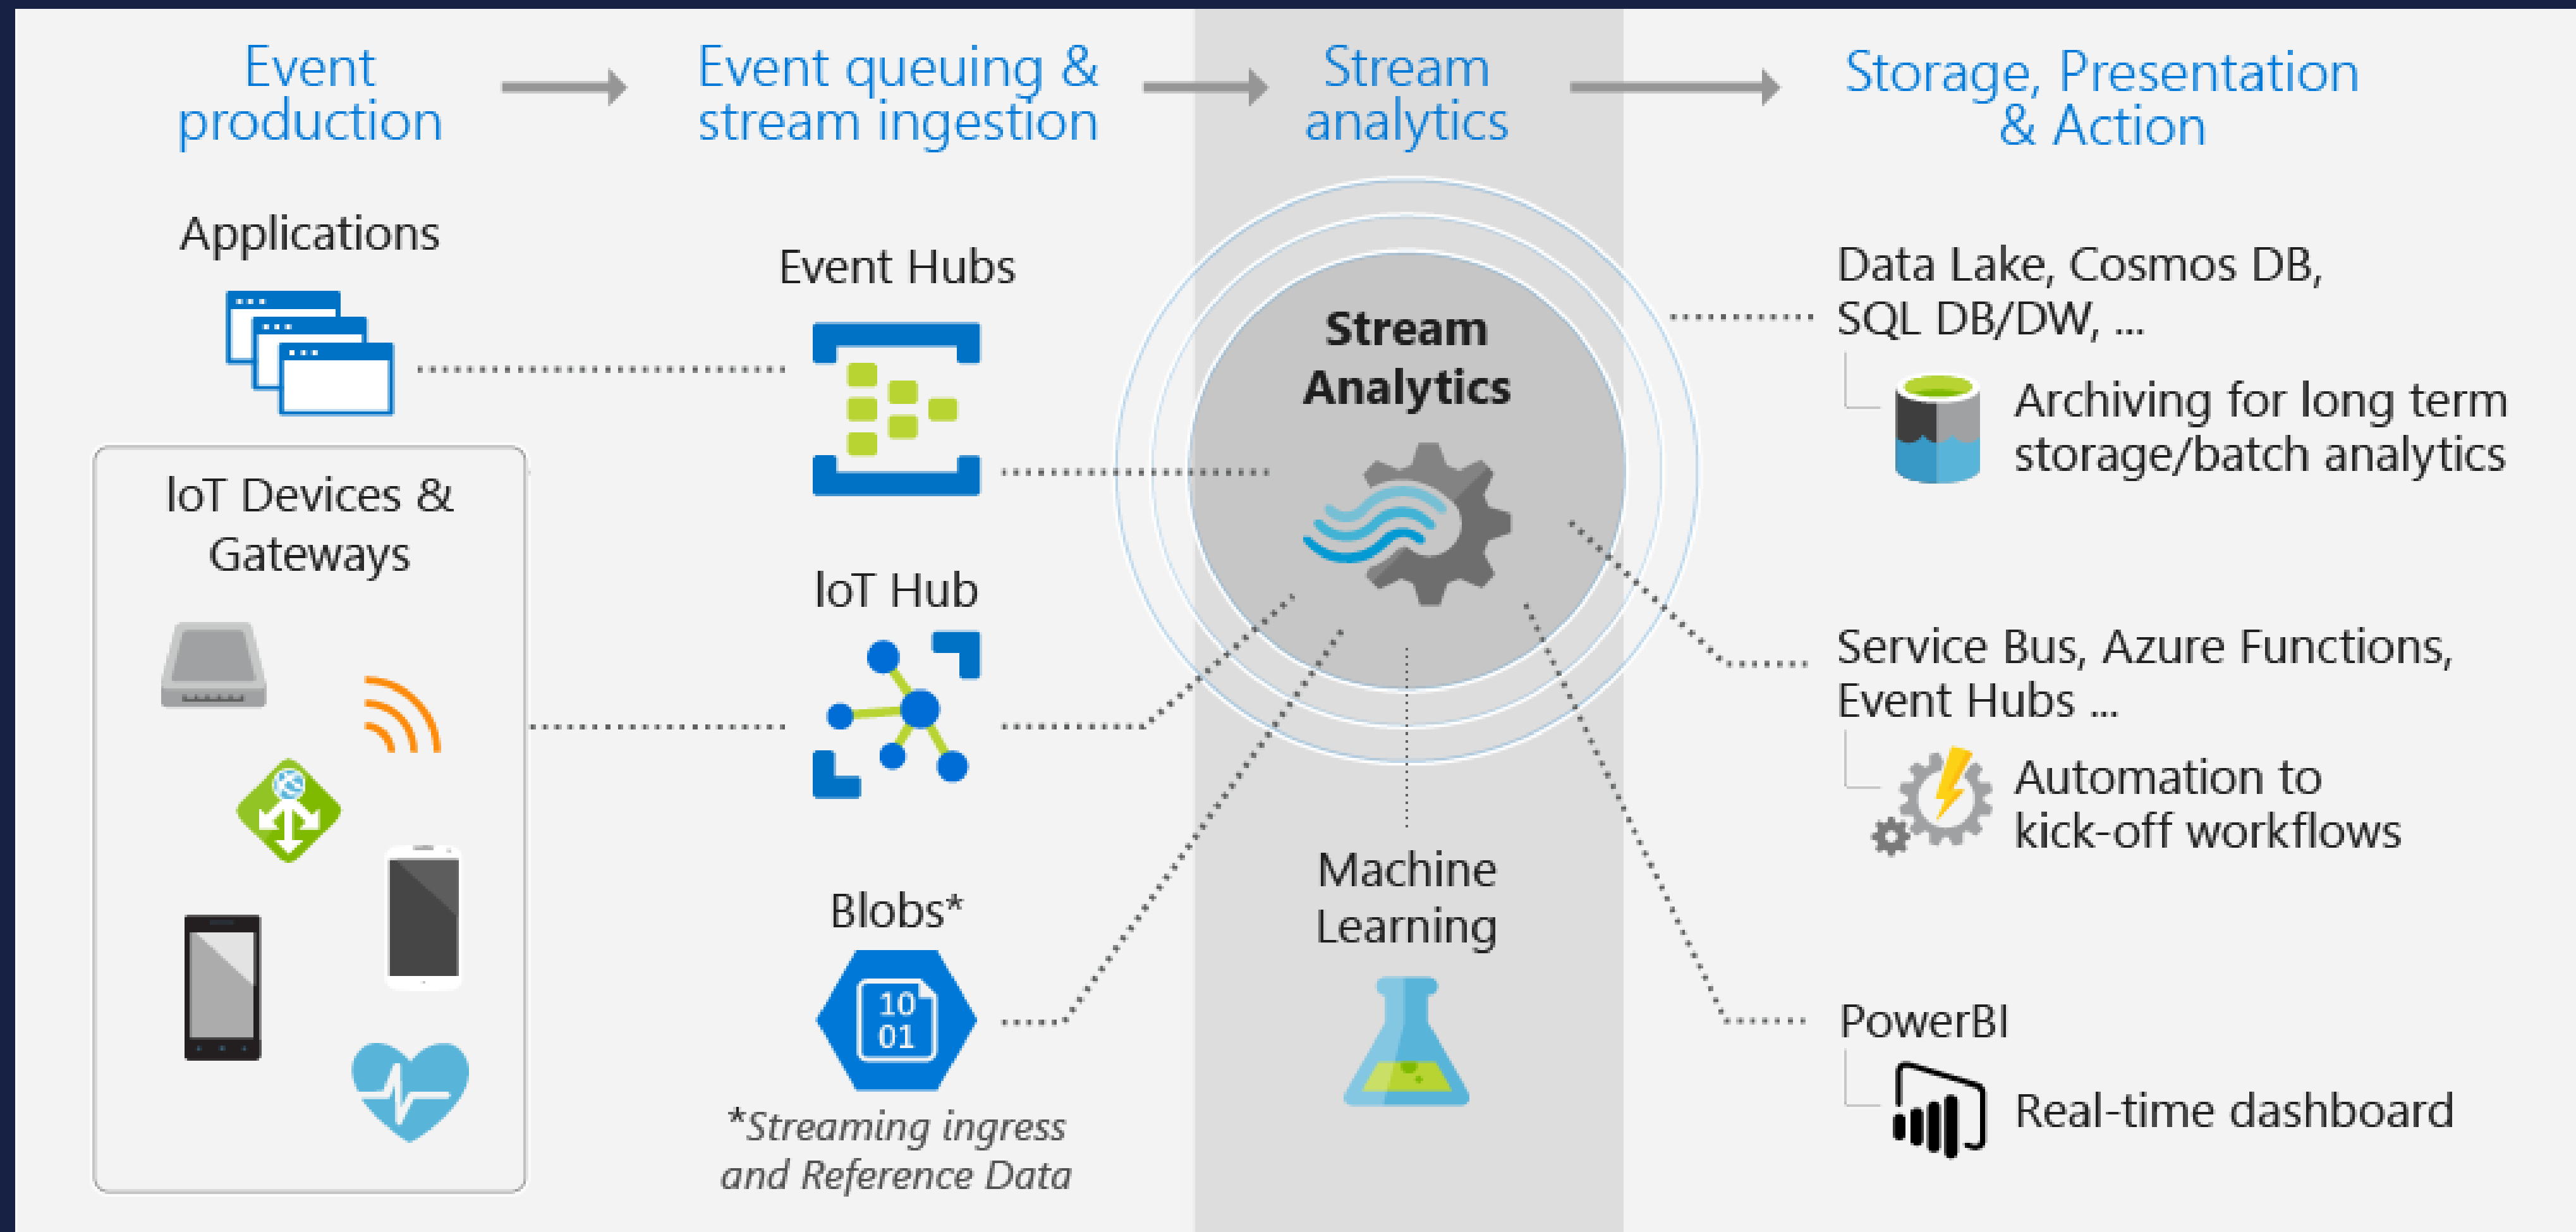 Event
production
Event queuing &
stream ingestion
Stream
analytics
Storage, Presentation
& Action
Applications
IoT Devices &
Gateways
Event Hubs
IoT Hub
Blobs*
10
01
*Streaming ingress
and Reference Data
Stream
Analytics
Machine
Learning
Data Lake, Cosmos DB,
SQL DB/DW, ...
Archiving for long term
storage/batch analytics
Service Bus, Azure Functions,
Event Hubs ...
Automation to
kick-off workflows
PowerBI
Real-time dashboard